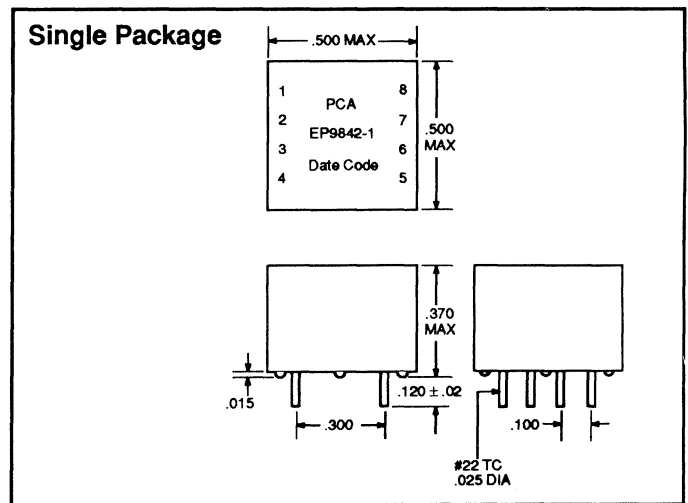 Single Package
.500 MAX
1
8
PCA
2
7
EP9842-1
3
6
Date Code
4
5
.500
MAX
.370
MAX
.015
.120 ± .02
.300
.100
#22 TC
.025 DIA